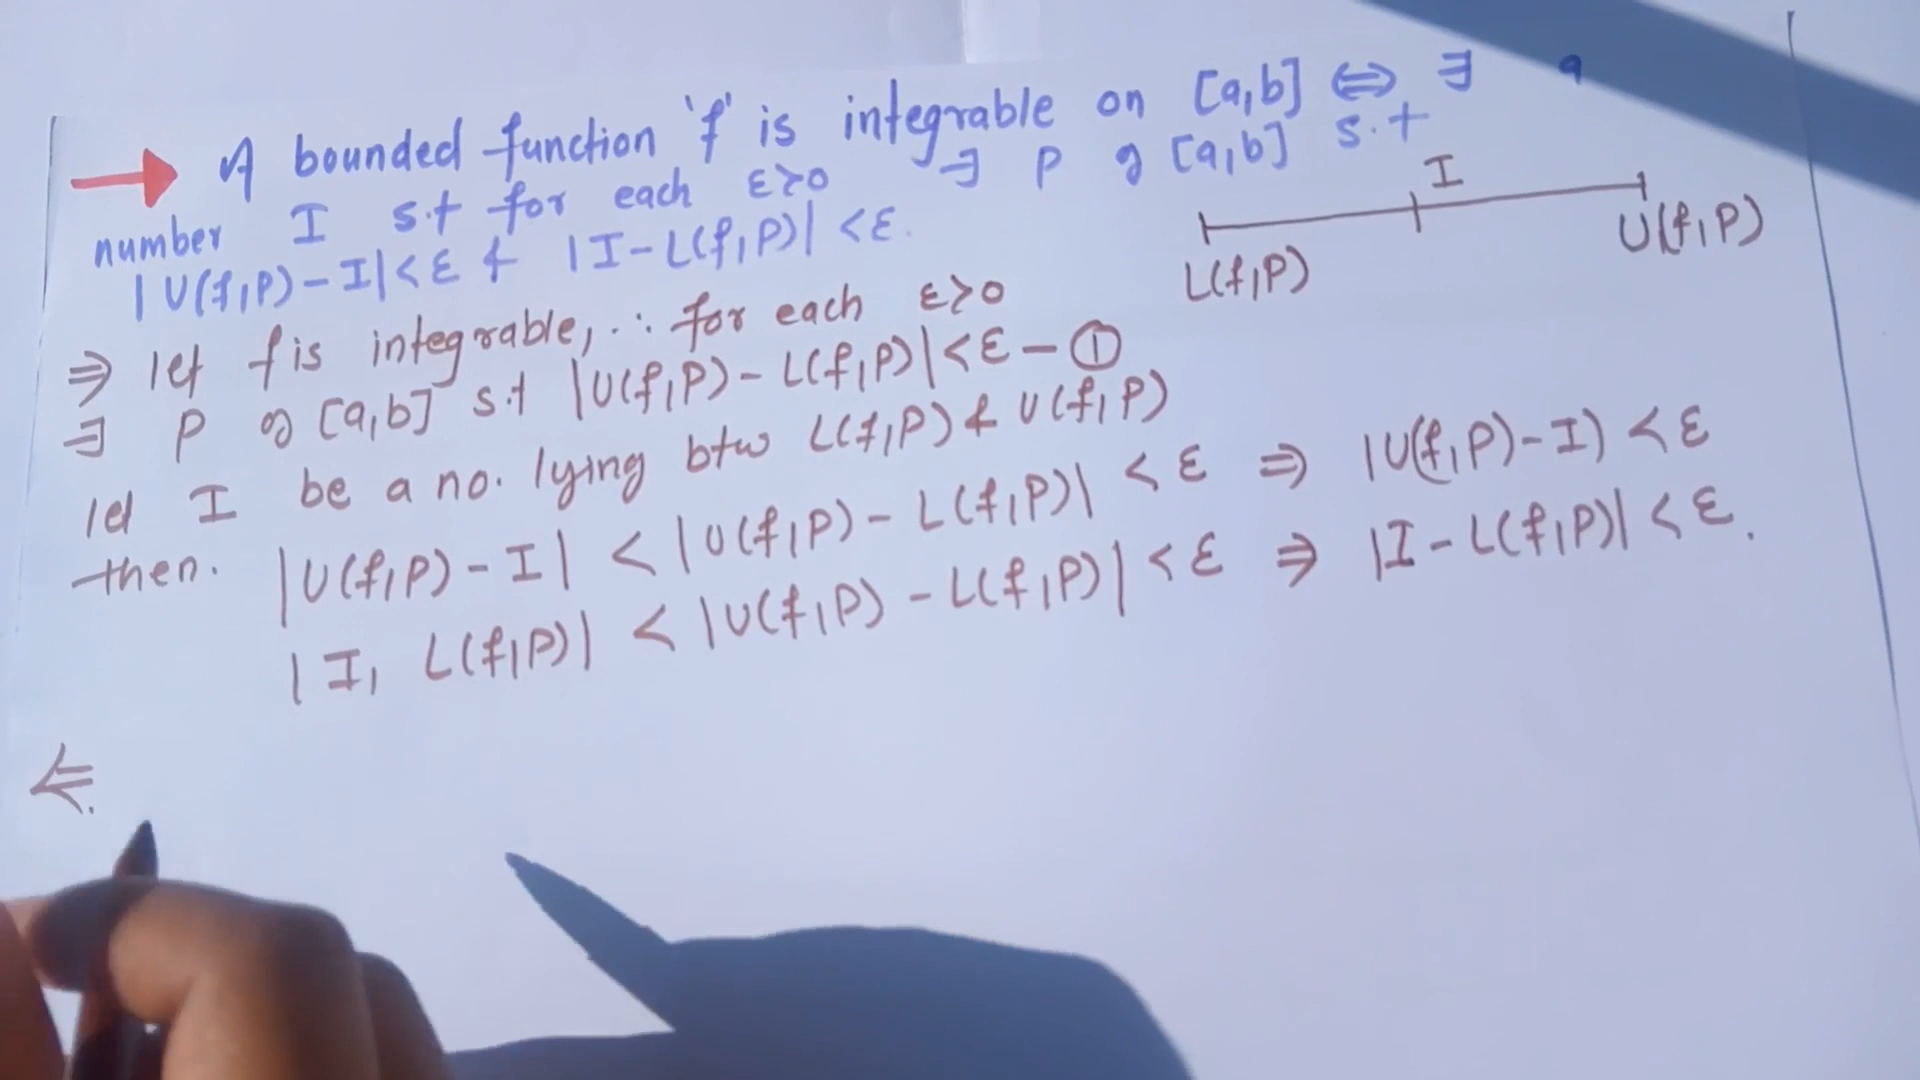 A bounded function 'f' is integrable on [a,b] ⇔ ∃ a
number I s.t for each ε>0 ∃ P of [a,b] s.t
|U(f,P)-I|<ε & |I-L(f,P)|<ε.
I
L(f,P) U(f,P)
⇒ let f is integrable, ∴ for each ε>0
∃ P of [a,b] s.t |U(f,P)-L(f,P)|<ε-①
let I be a no. lying btw L(f,P) & U(f,P)
then. |U(f,P)-I| < |U(f,P)-L(f,P)| <ε ⇒ |U(f,P)-I) <ε
|I, L(f,P)| < |U(f,P)-L(f,P)| <ε ⇒ |I-L(f,P)| <ε.
⇐.